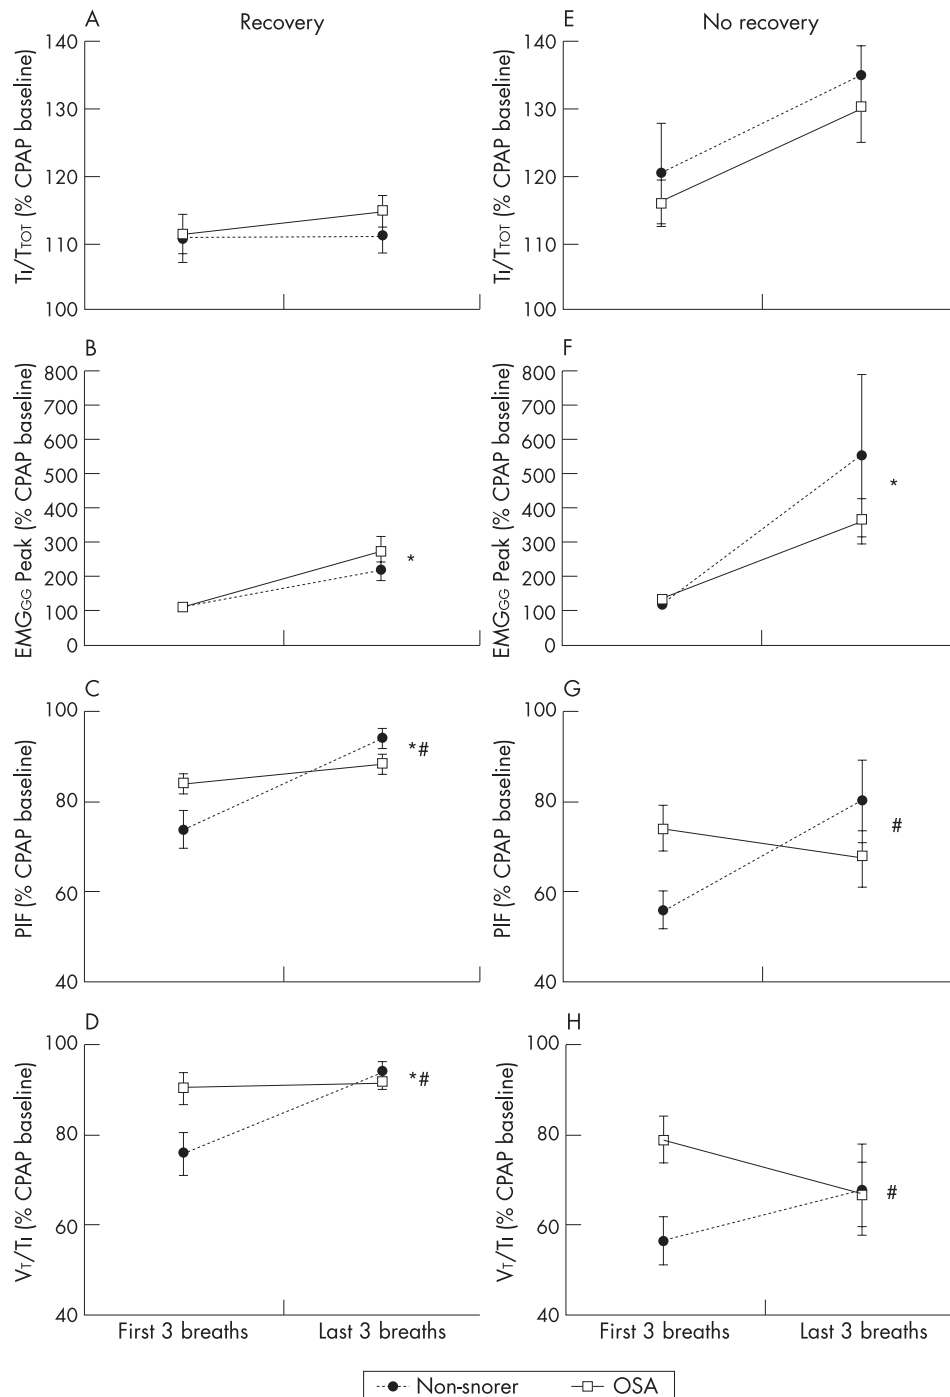 A Recovery
140
130
120
110
100
TI/TTOT (% CPAP baseline)
E No recovery
140
130
120
110
100
TI/TTOT (% CPAP baseline)
B
800
700
600
500
400
300
200
100
0
EMGGG Peak (% CPAP baseline)
*
F
800
700
600
500
400
300
200
100
0
EMGGG Peak (% CPAP baseline)
*
C
100
80
60
40
PIF (% CPAP baseline)
*#
G
100
80
60
40
PIF (% CPAP baseline)
#
D
100
80
60
40
VT/TI (% CPAP baseline)
*#
First 3 breaths Last 3 breaths
H
100
80
60
40
VT/TI (% CPAP baseline)
#
First 3 breaths Last 3 breaths
Non-snorer OSA